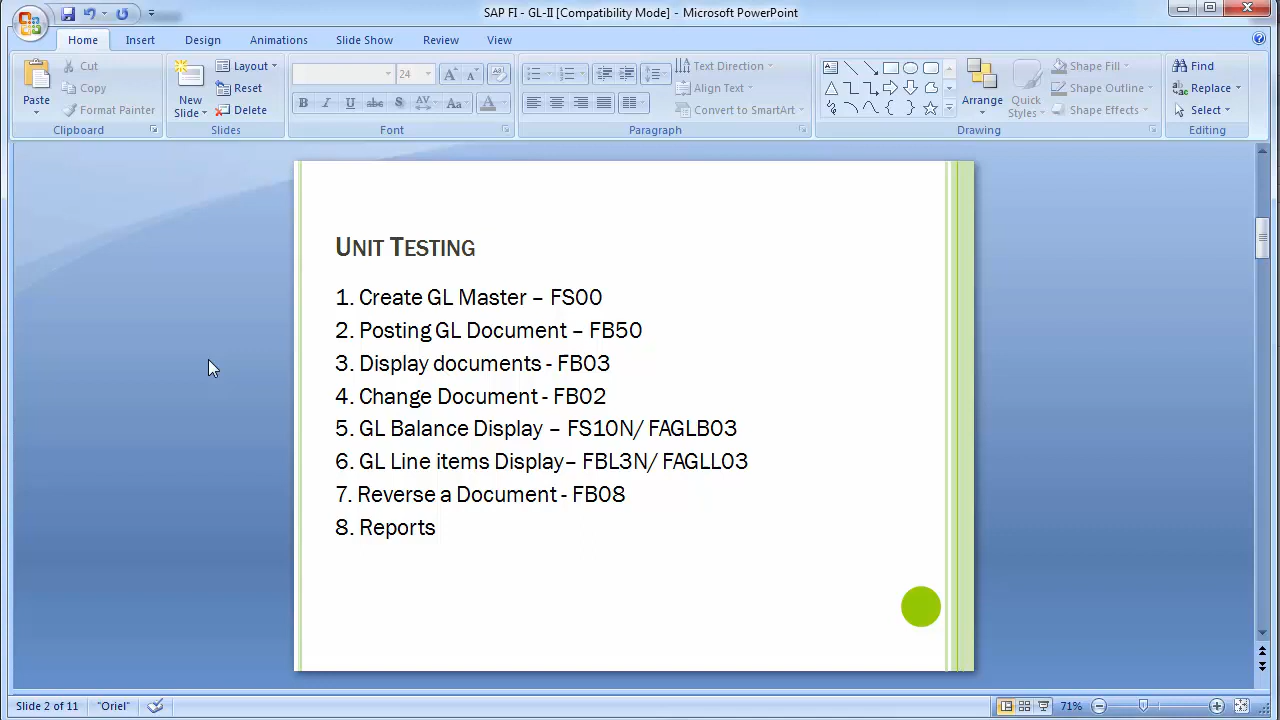 SAP FI - GL-II [Compatibility Mode] - Microsoft PowerPoint
Home Insert Design Animations Slide Show Review View
Paste
Cut
Copy
Format Painter
Clipboard
New Slide
Layout
Reset
Delete
Slides
24
B I U abc S AV Aa A
Font
Text Direction
Align Text
Convert to SmartArt
Paragraph
Arrange
Quick Styles
Shape Fill
Shape Outline
Shape Effects
Drawing
Find
Replace
Select
Editing
UNIT TESTING
1. Create GL Master – FS00
2. Posting GL Document – FB50
3. Display documents - FB03
4. Change Document - FB02
5. GL Balance Display – FS10N/ FAGLB03
6. GL Line items Display– FBL3N/ FAGLL03
7. Reverse a Document - FB08
8. Reports
Slide 2 of 11 "Oriel" 71%